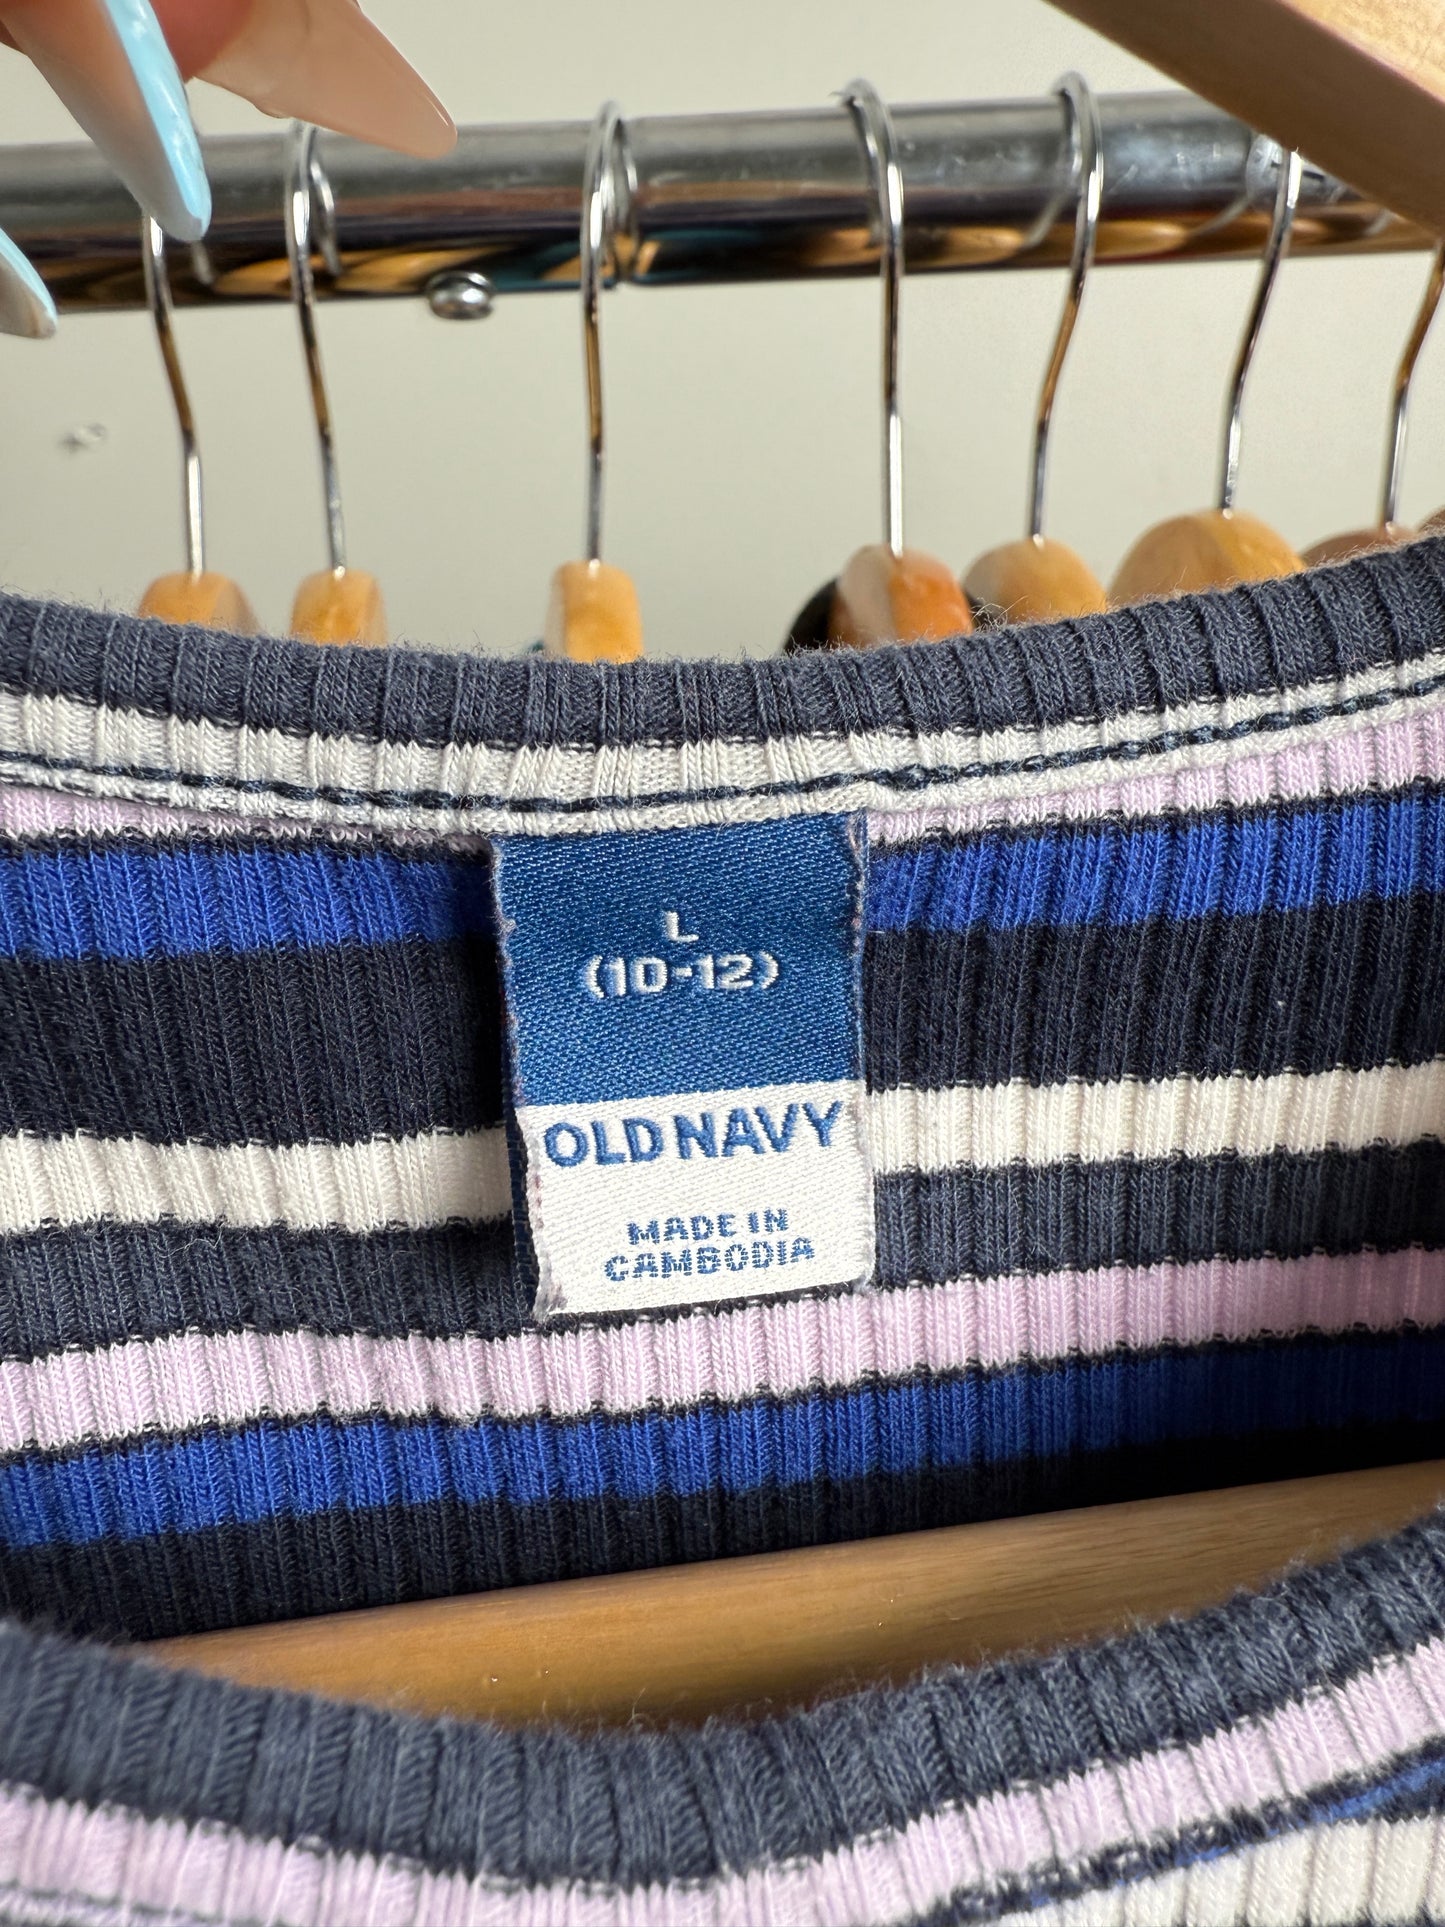 L
(10-12)
OLD NAVY
MADE IN
CAMBODIA